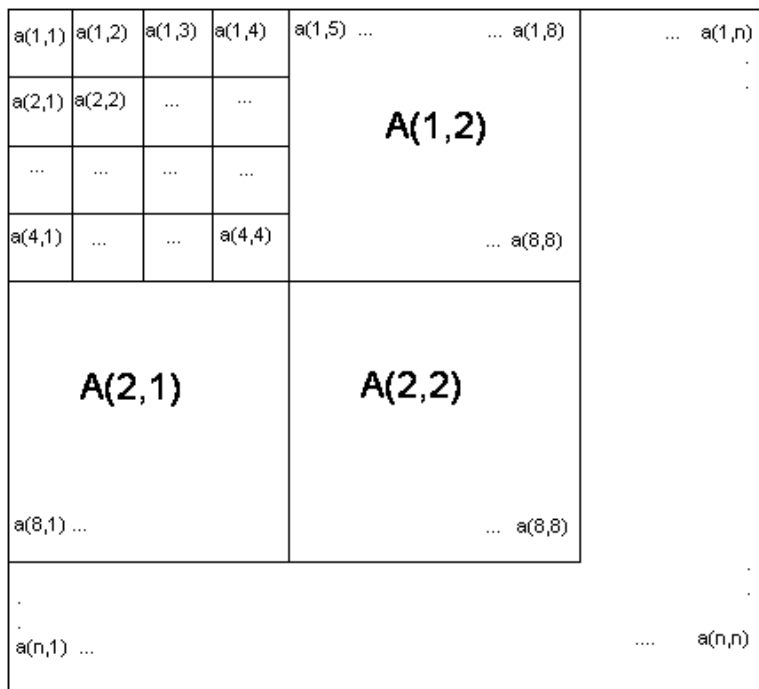 a(1,1) a(1,2) a(1,3) a(1,4) a(1,5) ... ... a(1,8) ... a(1,n)
.
.
a(2,1) a(2,2) ... ...
A(1,2)
... ... ... ...
a(4,1) ... ... a(4,4) ... a(8,8)
A(2,1) A(2,2)
a(8,1) ... ... a(8,8)
. .
. .
a(n,1) ... .... a(n,n)